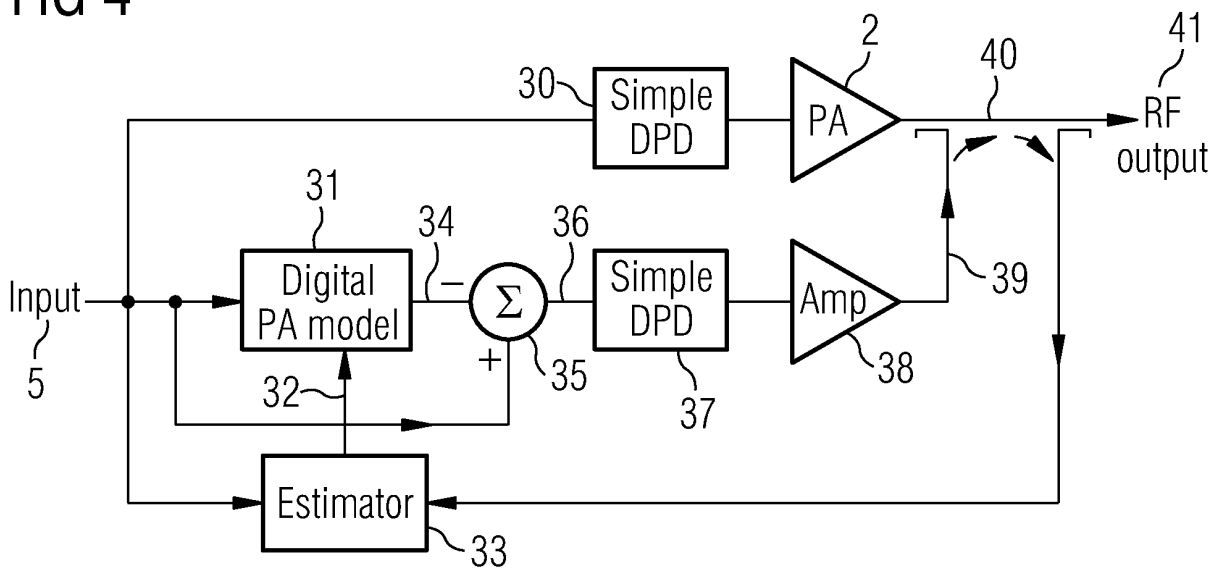 FIG 4
2
41
40
30
Simple
DPD
PA
RF
output
31
34
36
Digital
PA model
−
Σ
Simple
DPD
Amp
39
Input
5
+
35
38
32
37
Estimator
33